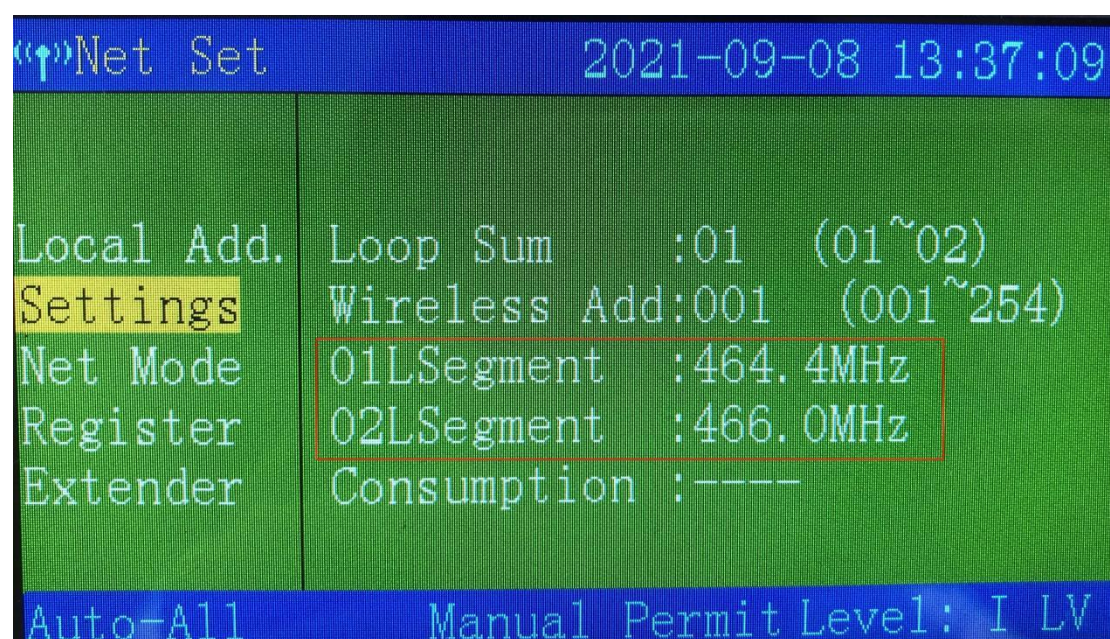 Net Set 2021-09-08 13:37:09
Local Add. Loop Sum :01 (01~02)
Settings Wireless Add:001 (001~254)
Net Mode 01LSegment :464.4MHz
Register 02LSegment :466.0MHz
Extender Consumption :----
Auto-All Manual Permit Level: I LV